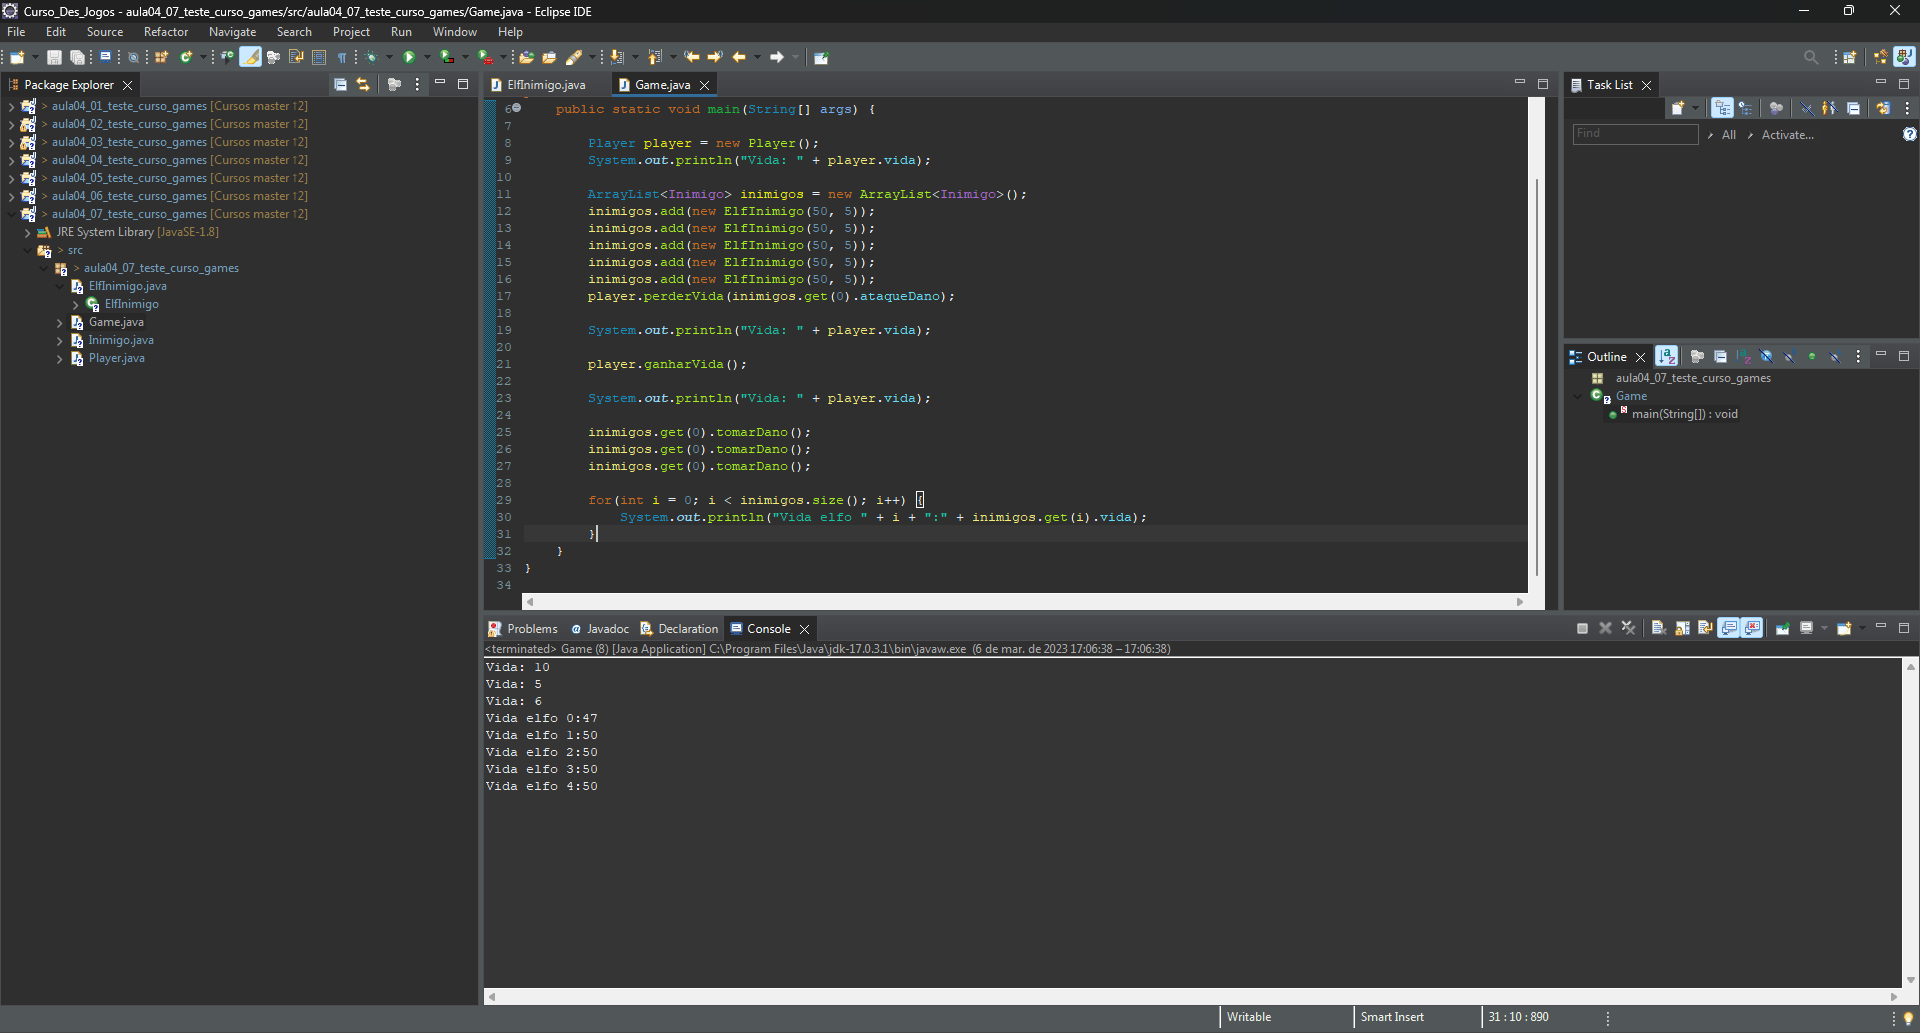 Curso_Des_Jogos - aula04_07_teste_curso_games/src/aula04_07_teste_curso_games/Game.java - Eclipse IDE
File Edit Source Refactor Navigate Search Project Run Window Help
Package Explorer
> aula04_01_teste_curso_games [Cursos master ↑2]
> aula04_02_teste_curso_games [Cursos master ↑2]
> aula04_03_teste_curso_games [Cursos master ↑2]
> aula04_04_teste_curso_games [Cursos master ↑2]
> aula04_05_teste_curso_games [Cursos master ↑2]
> aula04_06_teste_curso_games [Cursos master ↑2]
> aula04_07_teste_curso_games [Cursos master ↑2]
JRE System Library [JavaSE-1.8]
> src
> aula04_07_teste_curso_games
ElfInimigo.java
ElfInimigo
Game.java
Inimigo.java
Player.java
ElfInimigo.java Game.java
6 public static void main(String[] args) {
7
8 Player player = new Player();
9 System.out.println("Vida: " + player.vida);
10
11 ArrayList<Inimigo> inimigos = new ArrayList<Inimigo>();
12 inimigos.add(new ElfInimigo(50, 5));
13 inimigos.add(new ElfInimigo(50, 5));
14 inimigos.add(new ElfInimigo(50, 5));
15 inimigos.add(new ElfInimigo(50, 5));
16 inimigos.add(new ElfInimigo(50, 5));
17 player.perderVida(inimigos.get(0).ataqueDano);
18
19 System.out.println("Vida: " + player.vida);
20
21 player.ganharVida();
22
23 System.out.println("Vida: " + player.vida);
24
25 inimigos.get(0).tomarDano();
26 inimigos.get(0).tomarDano();
27 inimigos.get(0).tomarDano();
28
29 for(int i = 0; i < inimigos.size(); i++) {
30 System.out.println("Vida elfo " + i + ":" + inimigos.get(i).vida);
31 }
32 }
33 }
34
Task List
Find All Activate...
Outline
aula04_07_teste_curso_games
Game
main(String[]) : void
Problems Javadoc Declaration Console
<terminated> Game (8) [Java Application] C:\Program Files\Java\jdk-17.0.3.1\bin\javaw.exe (6 de mar. de 2023 17:06:38 – 17:06:38)
Vida: 10
Vida: 5
Vida: 6
Vida elfo 0:47
Vida elfo 1:50
Vida elfo 2:50
Vida elfo 3:50
Vida elfo 4:50
Writable Smart Insert 31 : 10 : 890